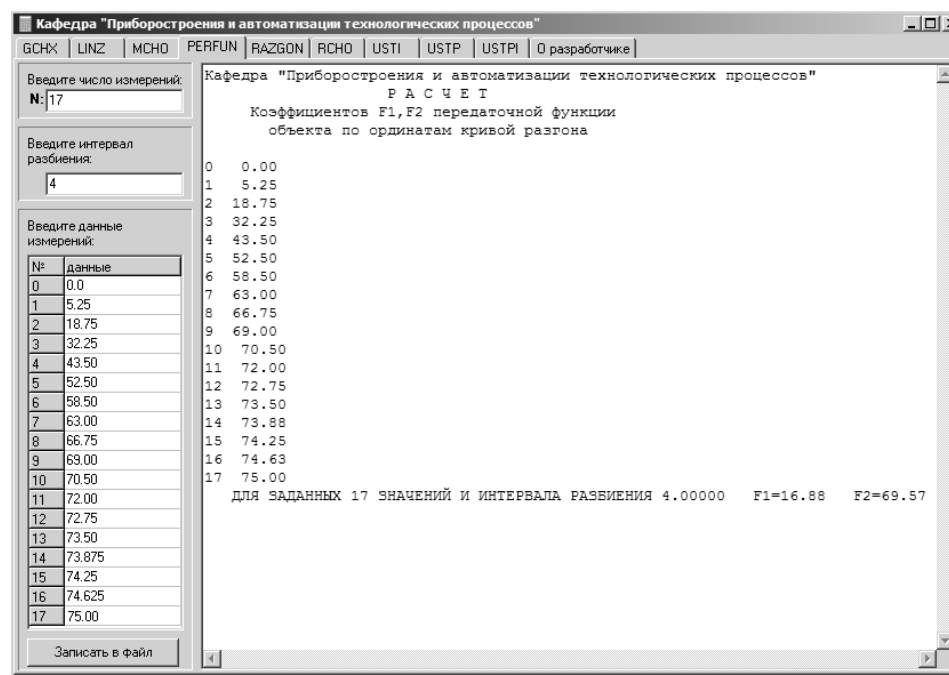 Кафедра "Приборостроения и автоматизации технологических процессов"
GCHX LINZ MCHO PERFUN RAZGON RCHO USTI USTP USTPI О разработчике
Введите число измерений:
N: 17
Введите интервал
разбиения:
4
Введите данные
измерений:
№ данные
0 0.0
1 5.25
2 18.75
3 32.25
4 43.50
5 52.50
6 58.50
7 63.00
8 66.75
9 69.00
10 70.50
11 72.00
12 72.75
13 73.50
14 73.875
15 74.25
16 74.625
17 75.00
Записать в файл
Кафедра "Приборостроения и автоматизации технологических процессов"
Р А С Ч Е Т
Коэффициентов F1,F2 передаточной функции
объекта по ординатам кривой разгона
0 0.00
1 5.25
2 18.75
3 32.25
4 43.50
5 52.50
6 58.50
7 63.00
8 66.75
9 69.00
10 70.50
11 72.00
12 72.75
13 73.50
14 73.88
15 74.25
16 74.63
17 75.00
ДЛЯ ЗАДАННЫХ 17 ЗНАЧЕНИЙ И ИНТЕРВАЛА РАЗБИЕНИЯ 4.00000 F1=16.88 F2=69.57